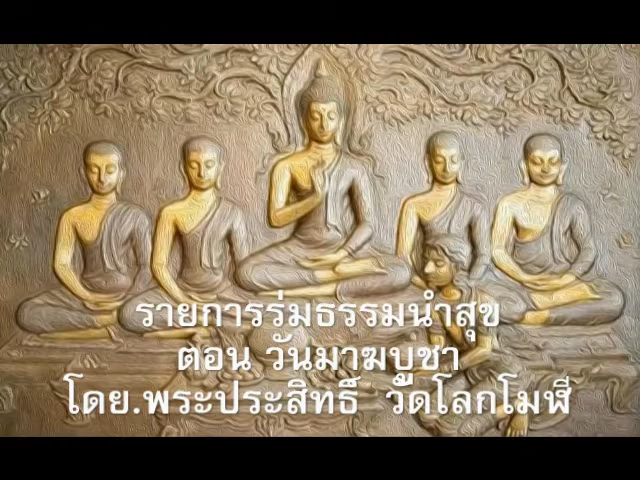 รายการร่มธรรมนำสุข
ตอน วันมาฆบูชา
โดย.พระประสิทธิ์ วัดโลกโมฬี